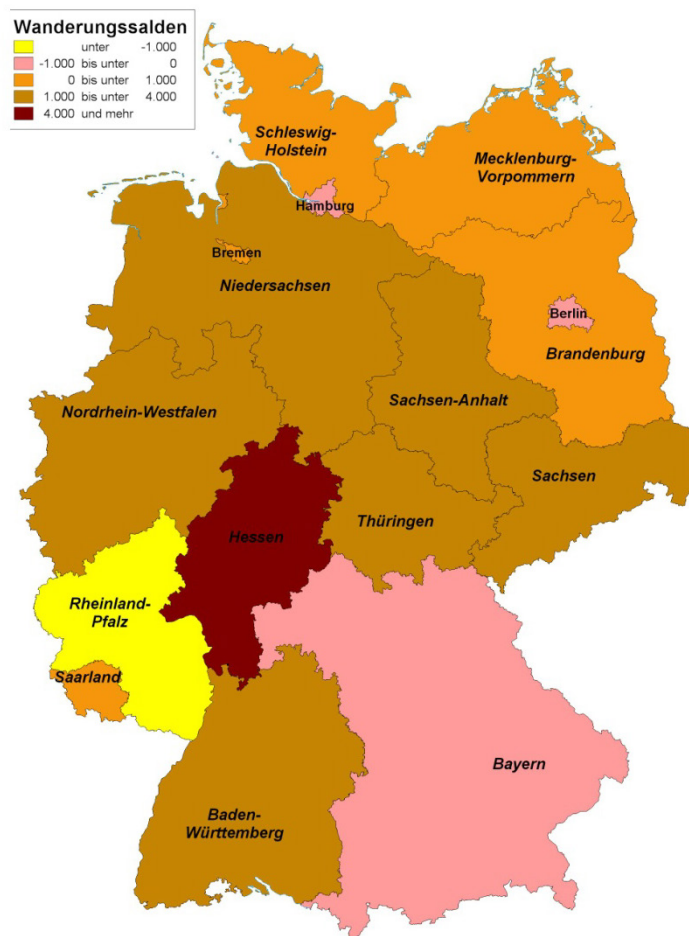 Wanderungssalden
unter -1.000
-1.000 bis unter 0
0 bis unter 1.000
1.000 bis unter 4.000
4.000 und mehr
Schleswig-
Holstein
Mecklenburg-
Vorpommern
Hamburg
Bremen
Niedersachsen
Berlin
Brandenburg
Sachsen-Anhalt
Nordrhein-Westfalen
Sachsen
Thüringen
Hessen
Rheinland-
Pfalz
Saarland
Bayern
Baden-
Württemberg